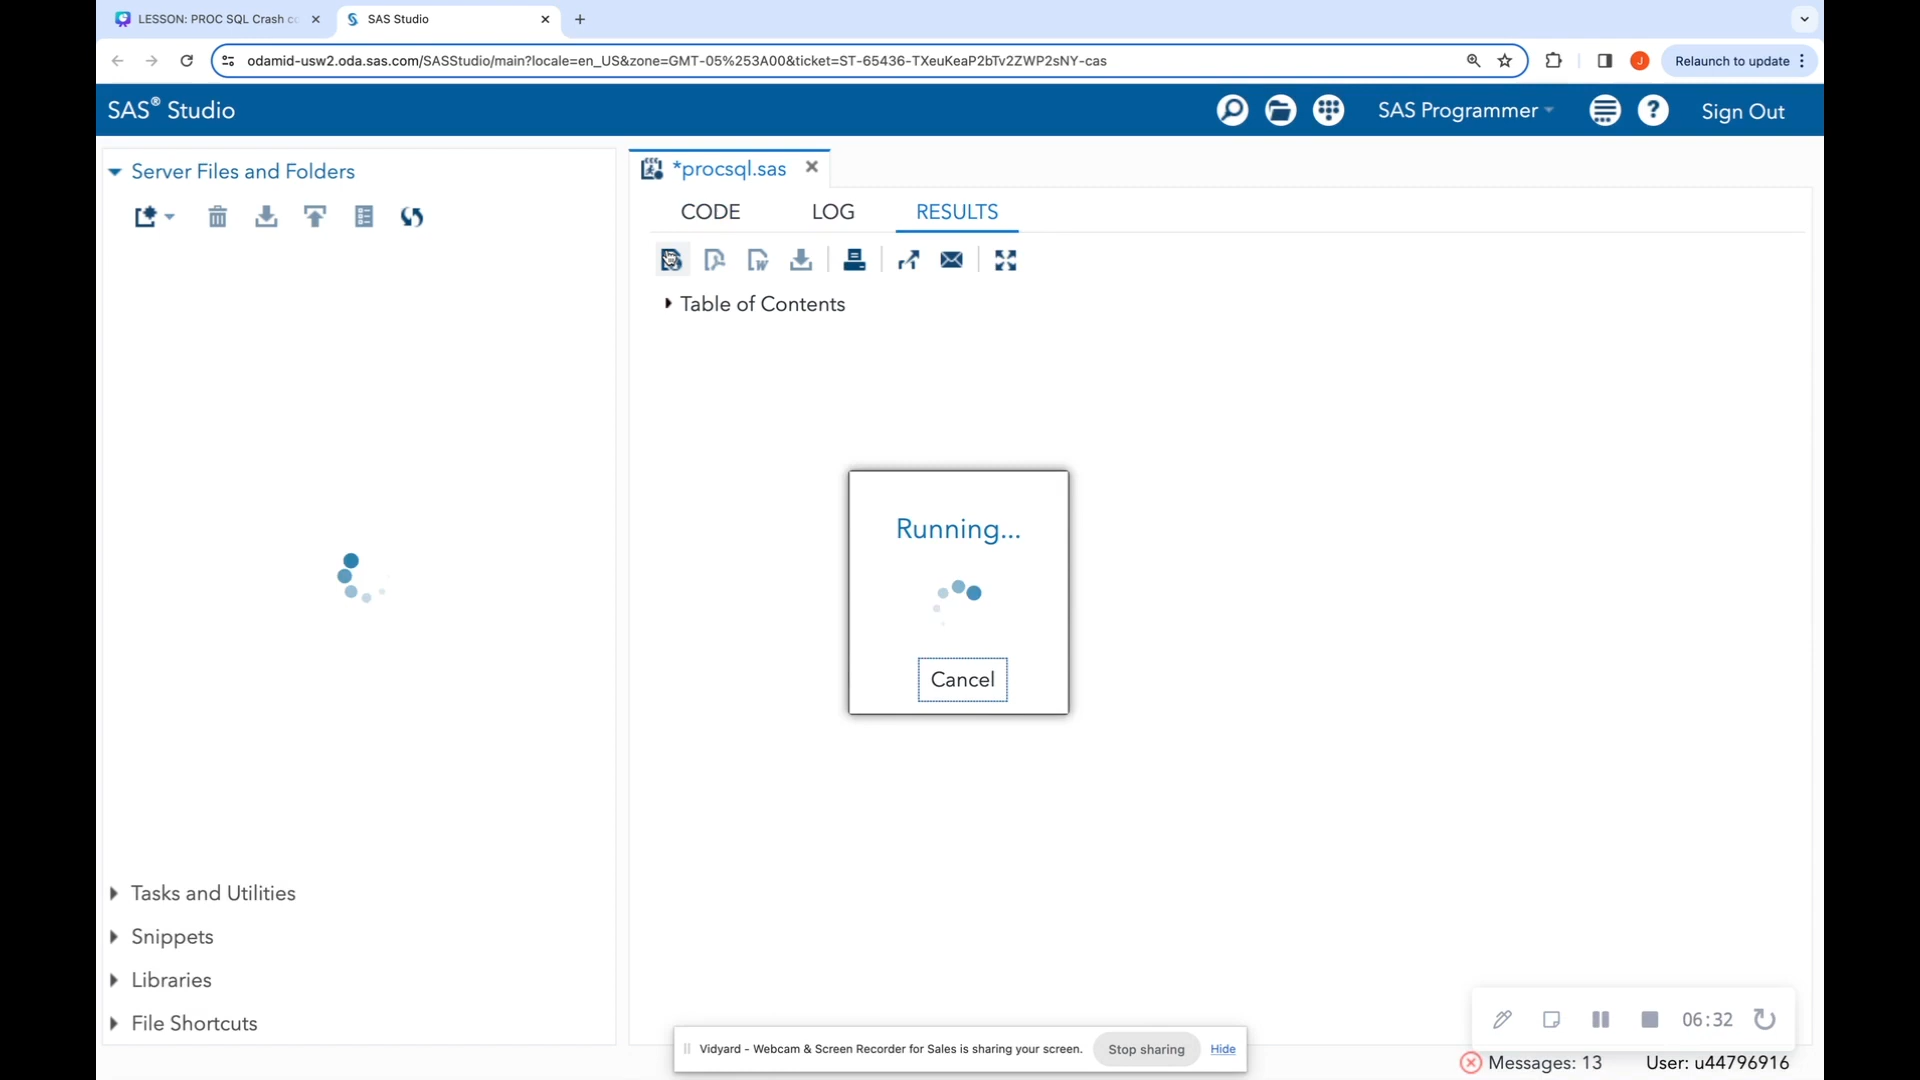 LESSON: PROC SQL Crash co
SAS Studio
odamid-usw2.oda.sas.com/SASStudio/main?locale=en_US&zone=GMT-05%253A00&ticket=ST-65436-TXeuKeaP2bTv2ZWP2sNY-cas
J
Relaunch to update
SAS® Studio
SAS Programmer
?
Sign Out
Server Files and Folders
*procsql.sas
CODE
LOG
RESULTS
Table of Contents
Running...
Cancel
Tasks and Utilities
Snippets
Libraries
File Shortcuts
06:32
Vidyard - Webcam & Screen Recorder for Sales is sharing your screen.
Stop sharing
Hide
Messages: 13
User: u44796916